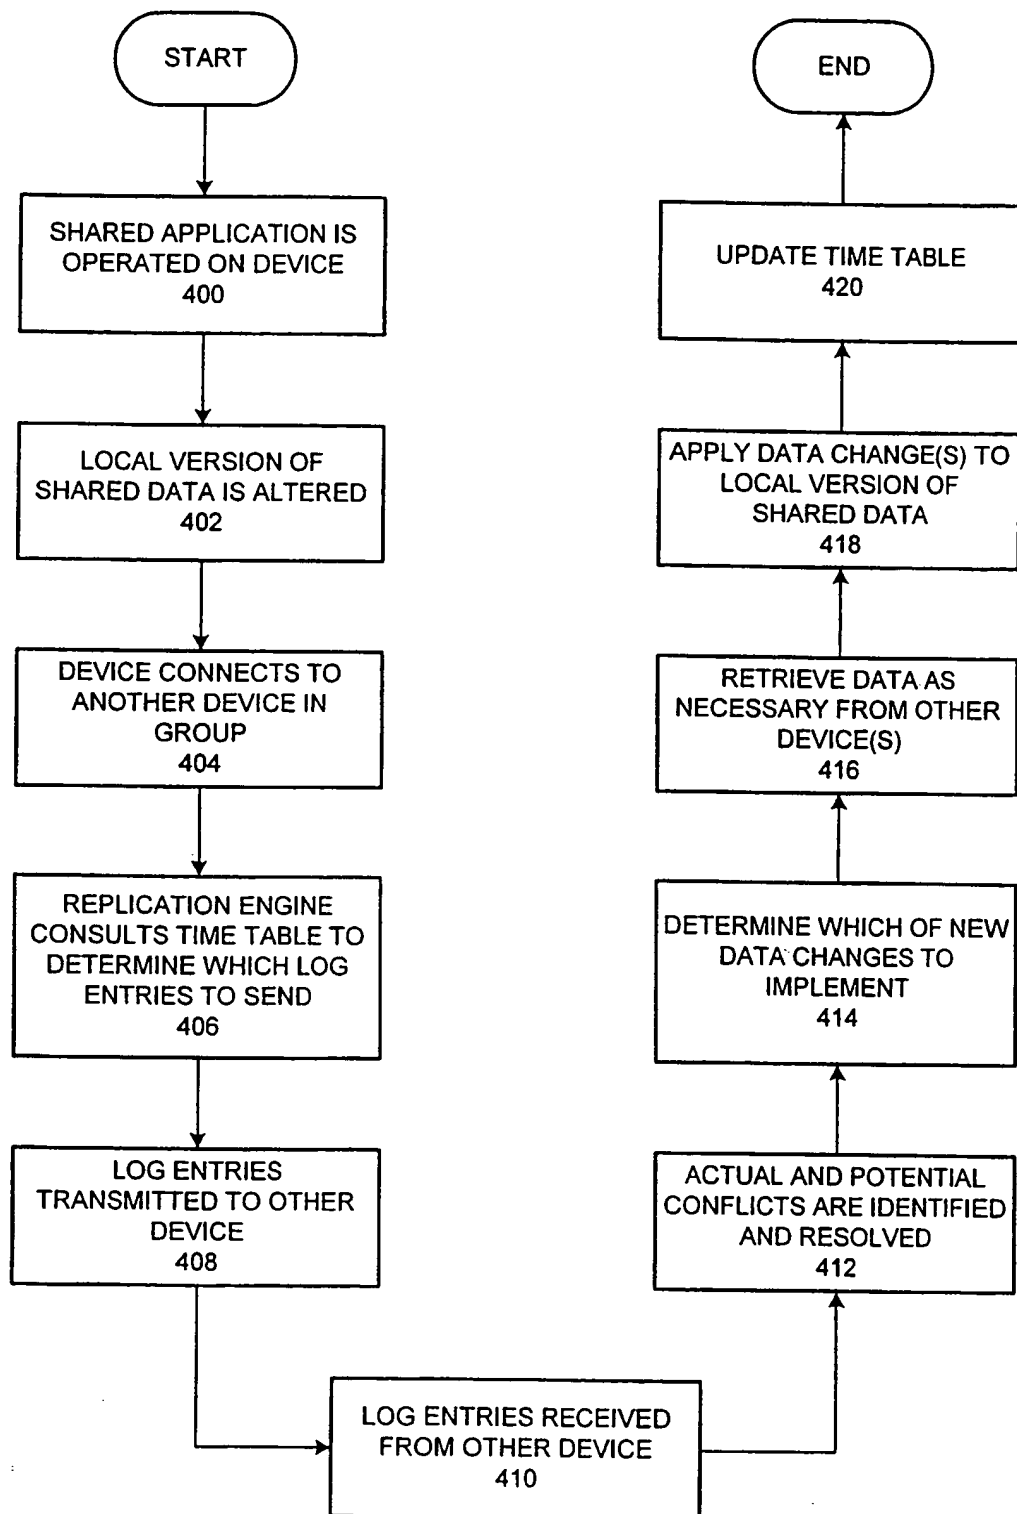 START
SHARED APPLICATION IS
OPERATED ON DEVICE
400
LOCAL VERSION OF
SHARED DATA IS ALTERED
402
DEVICE CONNECTS TO
ANOTHER DEVICE IN
GROUP
404
REPLICATION ENGINE
CONSULTS TIME TABLE TO
DETERMINE WHICH LOG
ENTRIES TO SEND
406
LOG ENTRIES
TRANSMITTED TO OTHER
DEVICE
408
LOG ENTRIES RECEIVED
FROM OTHER DEVICE
410
ACTUAL AND POTENTIAL
CONFLICTS ARE IDENTIFIED
AND RESOLVED
412
DETERMINE WHICH OF NEW
DATA CHANGES TO
IMPLEMENT
414
RETRIEVE DATA AS
NECESSARY FROM OTHER
DEVICE(S)
416
APPLY DATA CHANGE(S) TO
LOCAL VERSION OF
SHARED DATA
418
UPDATE TIME TABLE
420
END